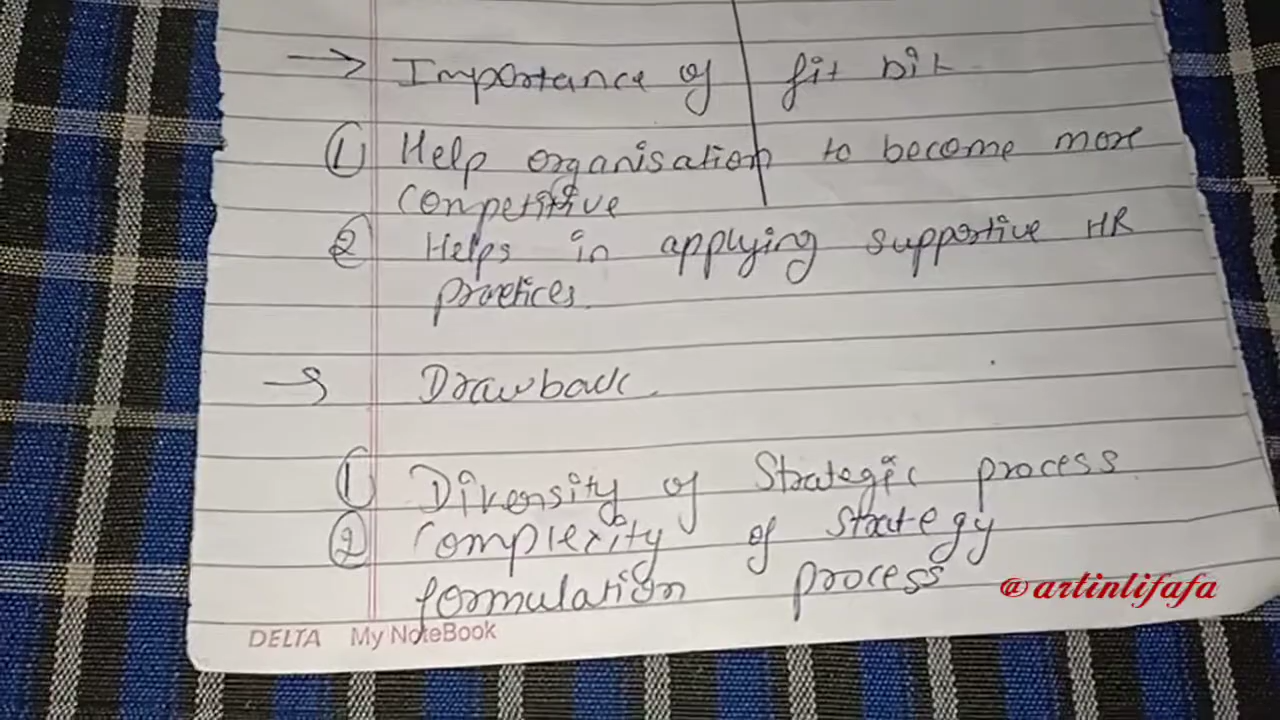 → Importance of fit bit
① Help organisation to become more
competitive
② Helps in applying supportive HR
practices.
→ Drawback.
① Diversity of Strategic process
② Complexity of strategy
formulation process
@artinlifafa
DELTA My NoteBook